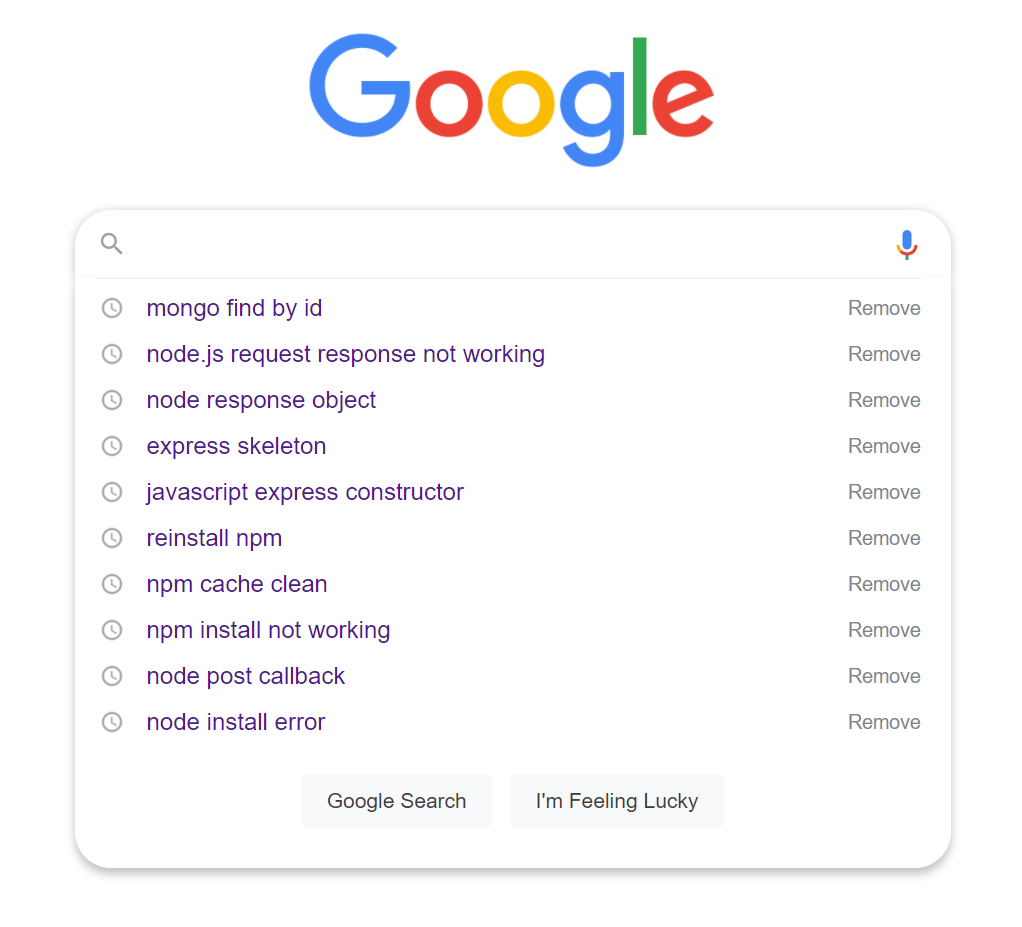 Google
mongo find by id Remove
node.js request response not working Remove
node response object Remove
express skeleton Remove
javascript express constructor Remove
reinstall npm Remove
npm cache clean Remove
npm install not working Remove
node post callback Remove
node install error Remove
Google Search I'm Feeling Lucky